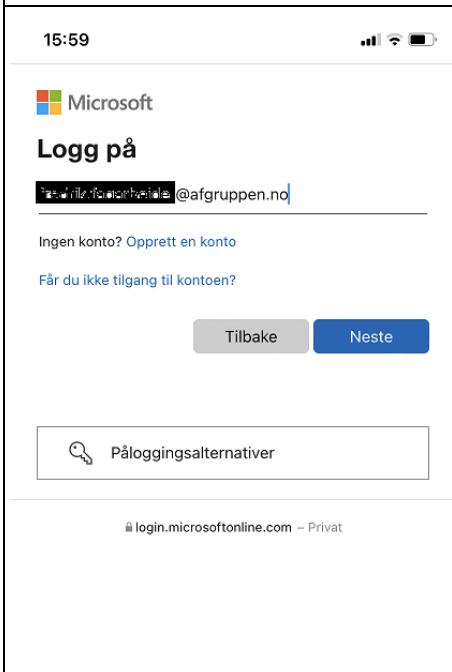 15:59
Microsoft
Logg på
@afgruppen.no
Ingen konto? Opprett en konto
Får du ikke tilgang til kontoen?
Tilbake Neste
Påloggingsalternativer
login.microsoftonline.com – Privat